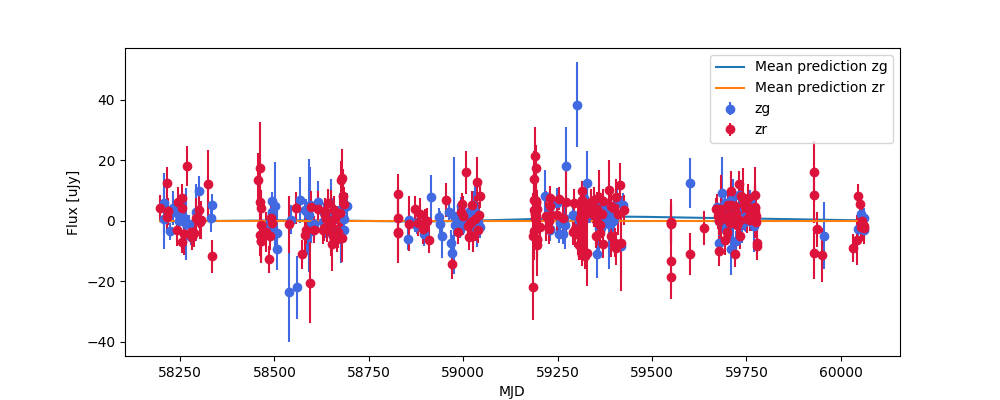 Mean prediction zg
Mean prediction zr
zg
zr
Flux [uJy]
40
20
0
−20
−40
58250
58500
58750
59000
59250
59500
59750
60000
MJD